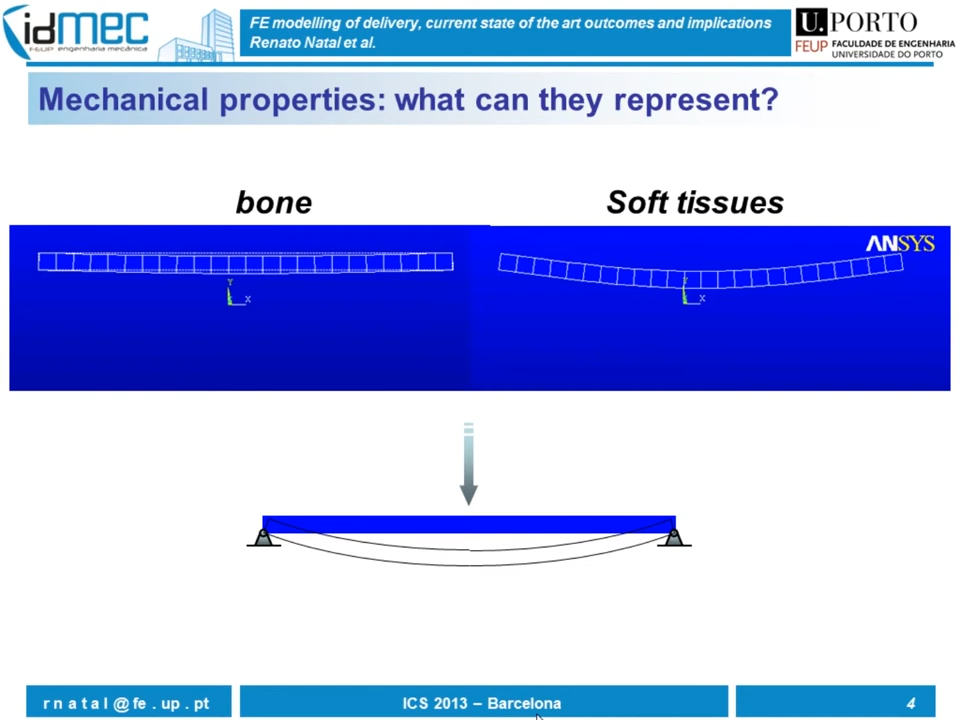 idmec
FEUP engenharia mecânica
FE modelling of delivery, current state of the art outcomes and implications
Renato Natal et al.
U. PORTO
FEUP FACULDADE DE ENGENHARIA
UNIVERSIDADE DO PORTO
Mechanical properties: what can they represent?
bone
Soft tissues
ANSYS
Y
X
Y
X
r n a t a l @ fe . up . pt
ICS 2013 – Barcelona
4